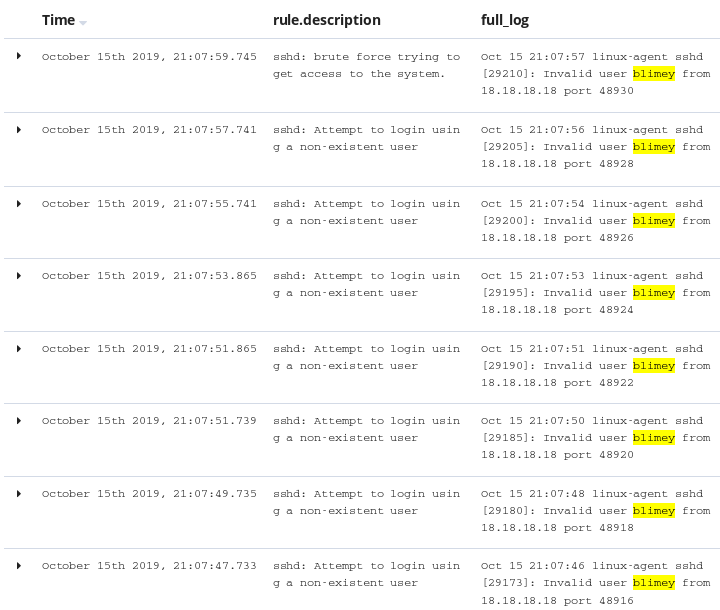 Time rule.description full_log
October 15th 2019, 21:07:59.745 sshd: brute force trying to Oct 15 21:07:57 linux-agent sshd
get access to the system. [29210]: Invalid user blimey from
18.18.18.18 port 48930
October 15th 2019, 21:07:57.741 sshd: Attempt to login usin Oct 15 21:07:56 linux-agent sshd
g a non-existent user [29205]: Invalid user blimey from
18.18.18.18 port 48928
October 15th 2019, 21:07:55.741 sshd: Attempt to login usin Oct 15 21:07:54 linux-agent sshd
g a non-existent user [29200]: Invalid user blimey from
18.18.18.18 port 48926
October 15th 2019, 21:07:53.865 sshd: Attempt to login usin Oct 15 21:07:53 linux-agent sshd
g a non-existent user [29195]: Invalid user blimey from
18.18.18.18 port 48924
October 15th 2019, 21:07:51.865 sshd: Attempt to login usin Oct 15 21:07:51 linux-agent sshd
g a non-existent user [29190]: Invalid user blimey from
18.18.18.18 port 48922
October 15th 2019, 21:07:51.739 sshd: Attempt to login usin Oct 15 21:07:50 linux-agent sshd
g a non-existent user [29185]: Invalid user blimey from
18.18.18.18 port 48920
October 15th 2019, 21:07:49.735 sshd: Attempt to login usin Oct 15 21:07:48 linux-agent sshd
g a non-existent user [29180]: Invalid user blimey from
18.18.18.18 port 48918
October 15th 2019, 21:07:47.733 sshd: Attempt to login usin Oct 15 21:07:46 linux-agent sshd
g a non-existent user [29173]: Invalid user blimey from
18.18.18.18 port 48916